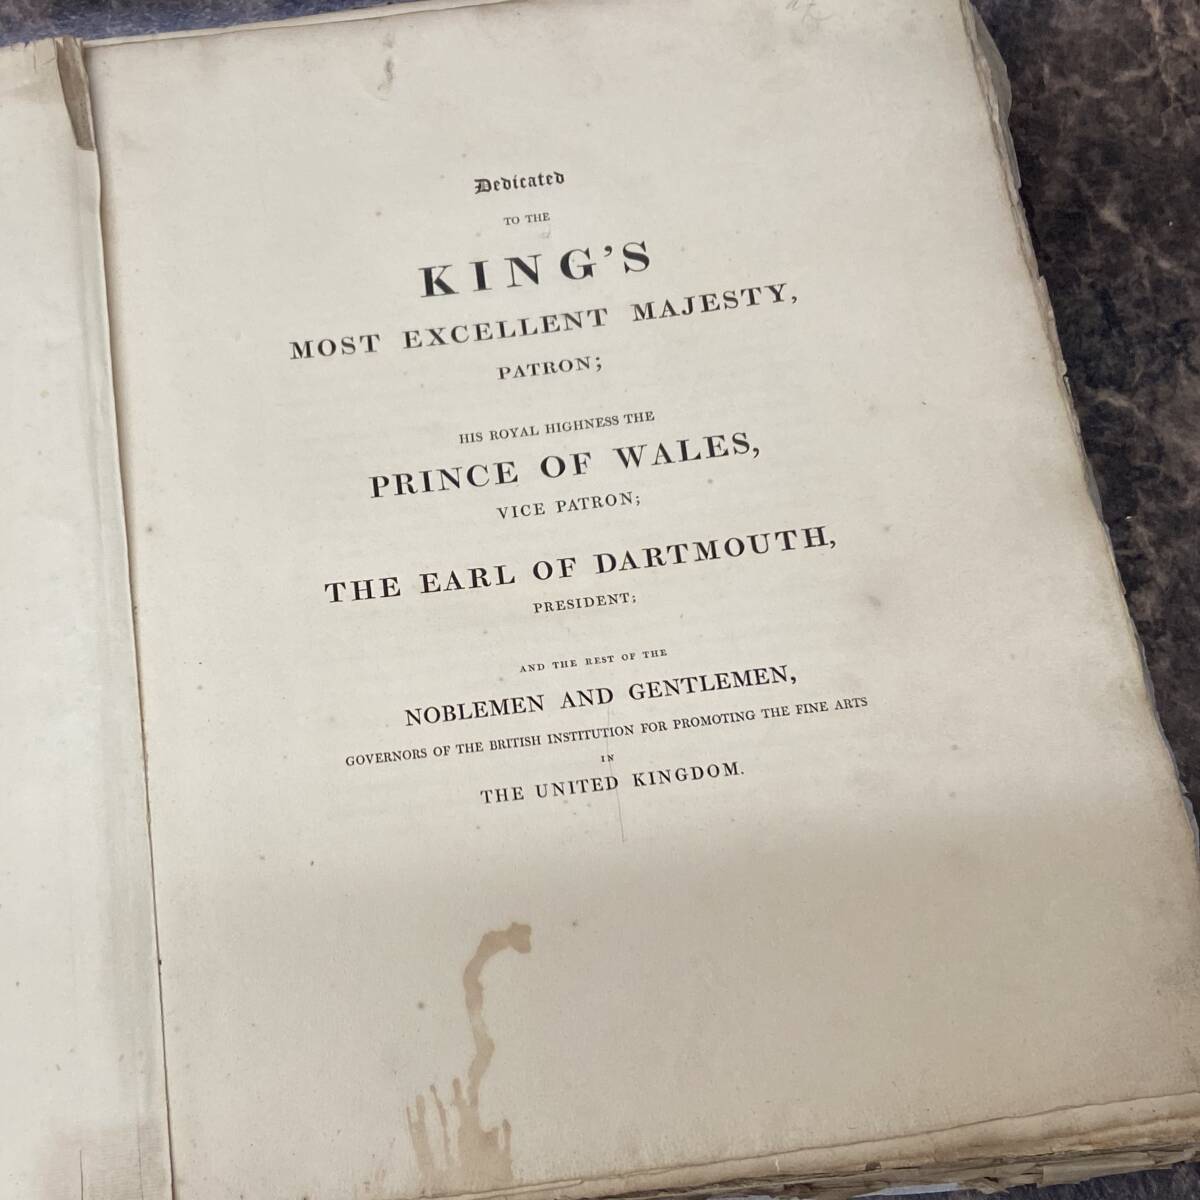 Dedicated
TO THE
KING'S
MOST EXCELLENT MAJESTY,
PATRON;
HIS ROYAL HIGHNESS THE
PRINCE OF WALES,
VICE PATRON;
THE EARL OF DARTMOUTH,
PRESIDENT;
AND THE REST OF THE
NOBLEMEN AND GENTLEMEN,
GOVERNORS OF THE BRITISH INSTITUTION FOR PROMOTING THE FINE ARTS
IN
THE UNITED KINGDOM.